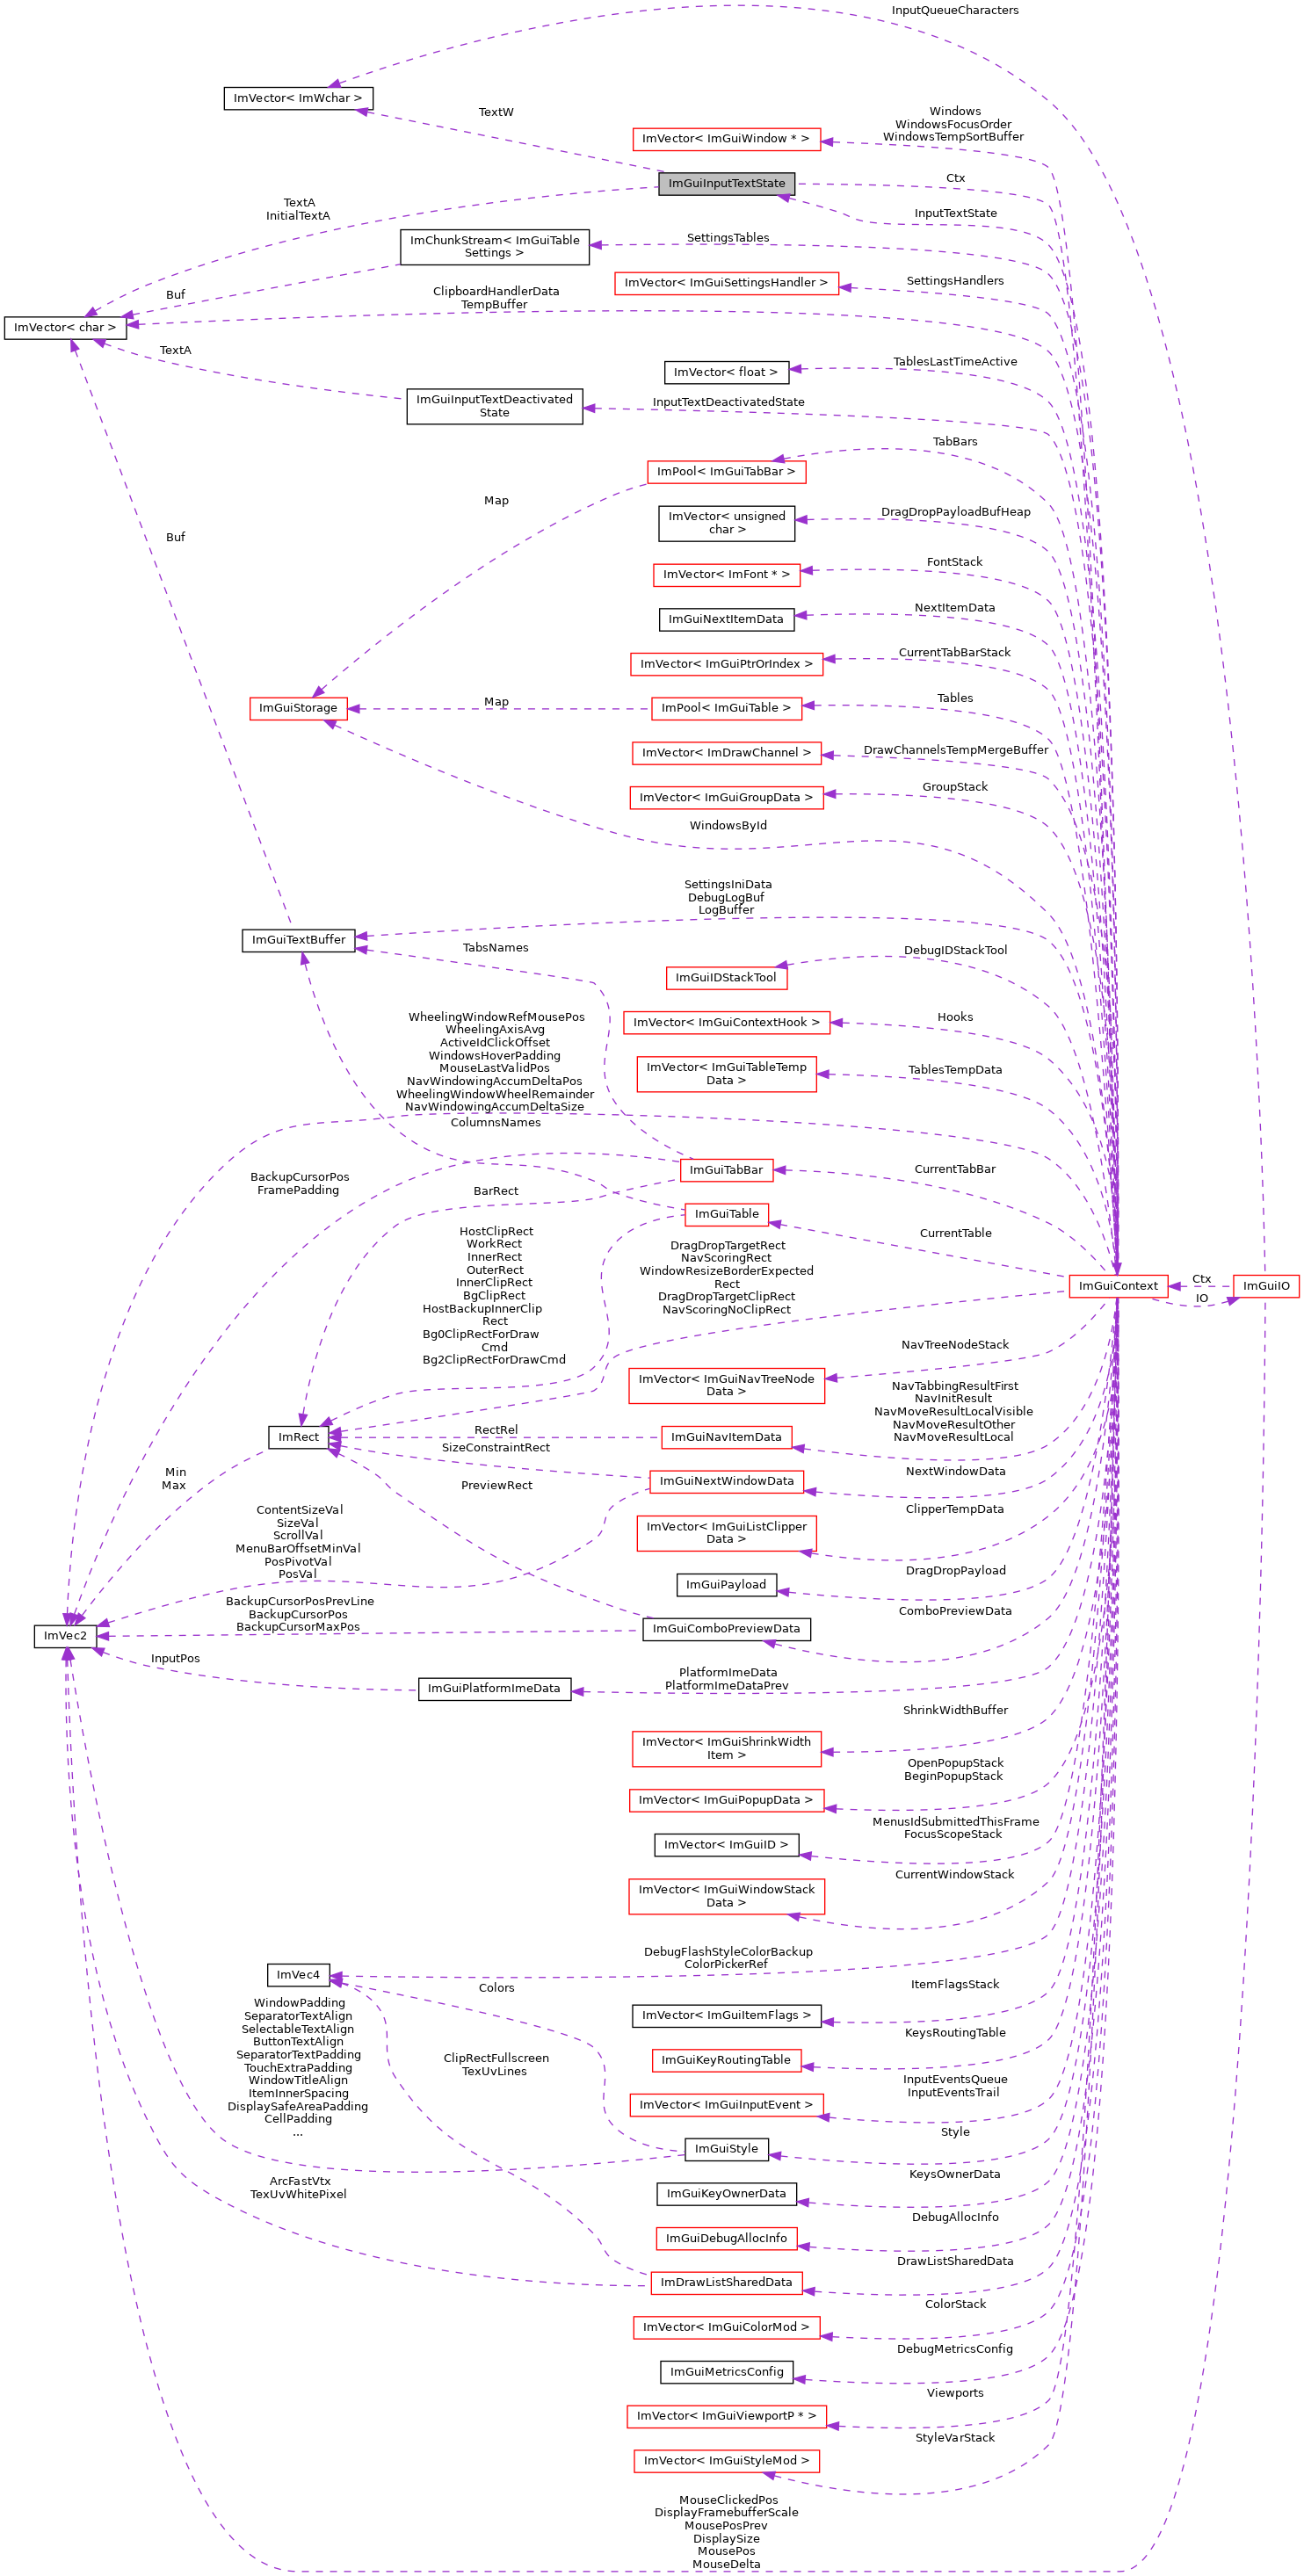 InputQueueCharacters
ImVector< ImWchar >
TextW
Windows
WindowsFocusOrder
WindowsTempSortBuffer
ImVector< ImGuiWindow * >
ImGuiInputTextState
Ctx
TextA
InitialTextA
InputTextState
ImChunkStream< ImGuiTable
Settings >
SettingsTables
ImVector< ImGuiSettingsHandler >
SettingsHandlers
Buf
ClipboardHandlerData
TempBuffer
ImVector< char >
TextA
ImVector< float >
TablesLastTimeActive
ImGuiInputTextDeactivated
State
InputTextDeactivatedState
TabBars
ImPool< ImGuiTabBar >
Map
ImVector< unsigned
char >
DragDropPayloadBufHeap
Buf
FontStack
ImVector< ImFont * >
NextItemData
ImGuiNextItemData
CurrentTabBarStack
ImVector< ImGuiPtrOrIndex >
ImGuiStorage
Map
ImPool< ImGuiTable >
Tables
ImVector< ImDrawChannel >
DrawChannelsTempMergeBuffer
ImVector< ImGuiGroupData >
GroupStack
WindowsById
SettingsIniData
DebugLogBuf
LogBuffer
ImGuiTextBuffer
TabsNames
DebugIDStackTool
ImGuiIDStackTool
WheelingWindowRefMousePos
WheelingAxisAvg
ActiveIdClickOffset
WindowsHoverPadding
MouseLastValidPos
NavWindowingAccumDeltaPos
WheelingWindowWheelRemainder
NavWindowingAccumDeltaSize
ImVector< ImGuiContextHook >
Hooks
ImVector< ImGuiTableTemp
Data >
TablesTempData
ColumnsNames
BackupCursorPos
FramePadding
ImGuiTabBar
CurrentTabBar
BarRect
ImGuiTable
CurrentTable
HostClipRect
WorkRect
InnerRect
OuterRect
InnerClipRect
BgClipRect
HostBackupInnerClip
Rect
Bg0ClipRectForDraw
Cmd
Bg2ClipRectForDrawCmd
DragDropTargetRect
NavScoringRect
WindowResizeBorderExpected
Rect
DragDropTargetClipRect
NavScoringNoClipRect
ImGuiContext
Ctx
IO
ImGuiIO
NavTreeNodeStack
ImVector< ImGuiNavTreeNode
Data >
NavTabbingResultFirst
NavInitResult
NavMoveResultLocalVisible
NavMoveResultOther
NavMoveResultLocal
ImRect
RectRel
ImGuiNavItemData
SizeConstraintRect
ImGuiNextWindowData
NextWindowData
Min
Max
PreviewRect
ContentSizeVal
SizeVal
ScrollVal
MenuBarOffsetMinVal
PosPivotVal
PosVal
ImVector< ImGuiListClipper
Data >
ClipperTempData
ImGuiPayload
DragDropPayload
BackupCursorPosPrevLine
BackupCursorPos
BackupCursorMaxPos
ImGuiComboPreviewData
ComboPreviewData
ImVec2
InputPos
ImGuiPlatformImeData
PlatformImeData
PlatformImeDataPrev
ShrinkWidthBuffer
ImVector< ImGuiShrinkWidth
Item >
OpenPopupStack
BeginPopupStack
ImVector< ImGuiPopupData >
MenusIdSubmittedThisFrame
FocusScopeStack
ImVector< ImGuiID >
CurrentWindowStack
ImVector< ImGuiWindowStack
Data >
DebugFlashStyleColorBackup
ColorPickerRef
ImVec4
Colors
ItemFlagsStack
ImVector< ImGuiItemFlags >
WindowPadding
SeparatorTextAlign
SelectableTextAlign
ButtonTextAlign
SeparatorTextPadding
TouchExtraPadding
WindowTitleAlign
ItemInnerSpacing
DisplaySafeAreaPadding
CellPadding
...
ClipRectFullscreen
TexUvLines
KeysRoutingTable
ImGuiKeyRoutingTable
InputEventsQueue
InputEventsTrail
ImVector< ImGuiInputEvent >
Style
ImGuiStyle
KeysOwnerData
ImGuiKeyOwnerData
ArcFastVtx
TexUvWhitePixel
DebugAllocInfo
ImGuiDebugAllocInfo
DrawListSharedData
ImDrawListSharedData
ColorStack
ImVector< ImGuiColorMod >
DebugMetricsConfig
ImGuiMetricsConfig
Viewports
ImVector< ImGuiViewportP * >
StyleVarStack
ImVector< ImGuiStyleMod >
MouseClickedPos
DisplayFramebufferScale
MousePosPrev
DisplaySize
MousePos
MouseDelta